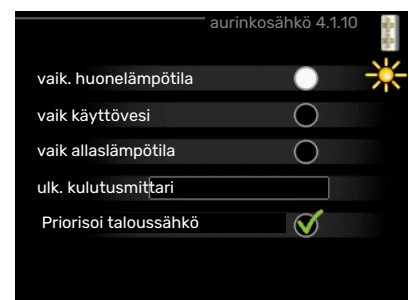 aurinkosähkö 4.1.10
vaik. huonelämpötila
vaik käyttövesi
vaik allaslämpötila
ulk. kulutusmittari
Priorisoi taloussähkö